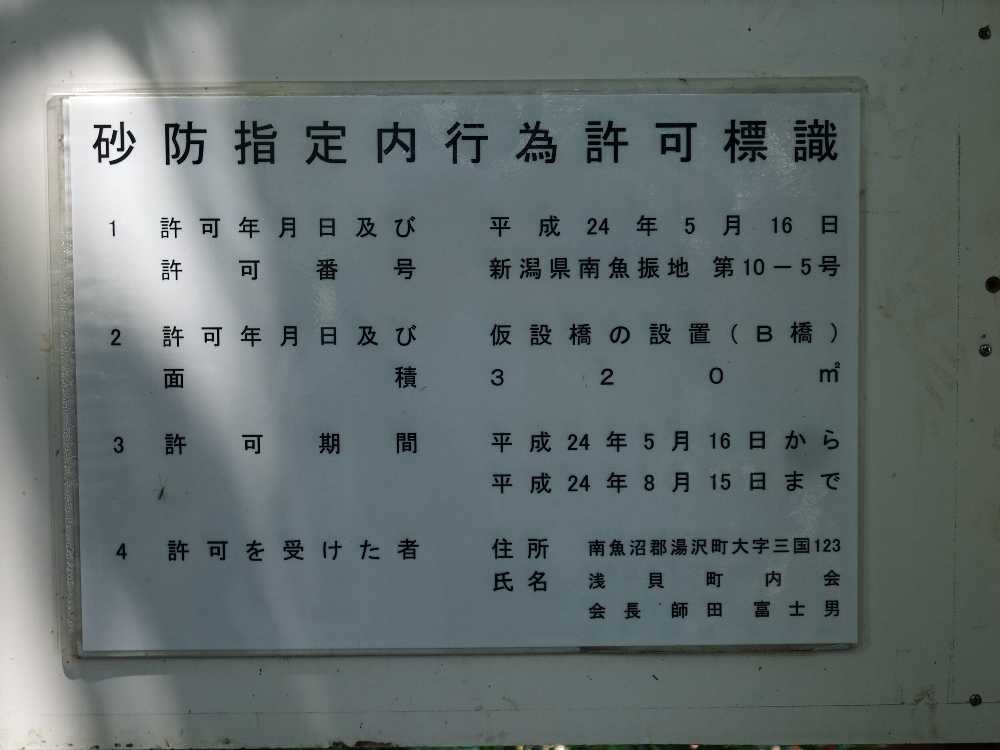 砂防指定内行為許可標識
1 許可年月日及び 平成24年5月16日
許可番号 新潟県南魚振地 第10－5号
2 許可年月日及び 仮設橋の設置(B橋)
面積 320㎡
3 許可期間 平成24年5月16日から
平成24年8月15日まで
4 許可を受けた者 住所 南魚沼郡湯沢町大字三国123
氏名 浅貝町内会
会長 師田 富士男